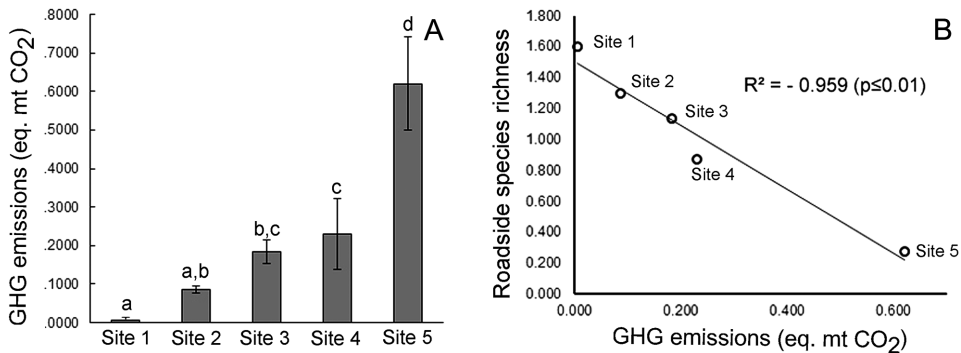 A
GHG emissions (eq. mt CO2)
.8000
.7000
.6000
.5000
.4000
.3000
.2000
.1000
.0000
a
a,b
b,c
c
d
Site 1 Site 2 Site 3 Site 4 Site 5
B
Roadside species richness
1.800
1.600
1.400
1.200
1.000
0.800
0.600
0.400
0.200
0.000
Site 1
Site 2
Site 3
Site 4
Site 5
R² = - 0.959 (p≤0.01)
0.000 0.200 0.400 0.600
GHG emissions (eq. mt CO2)